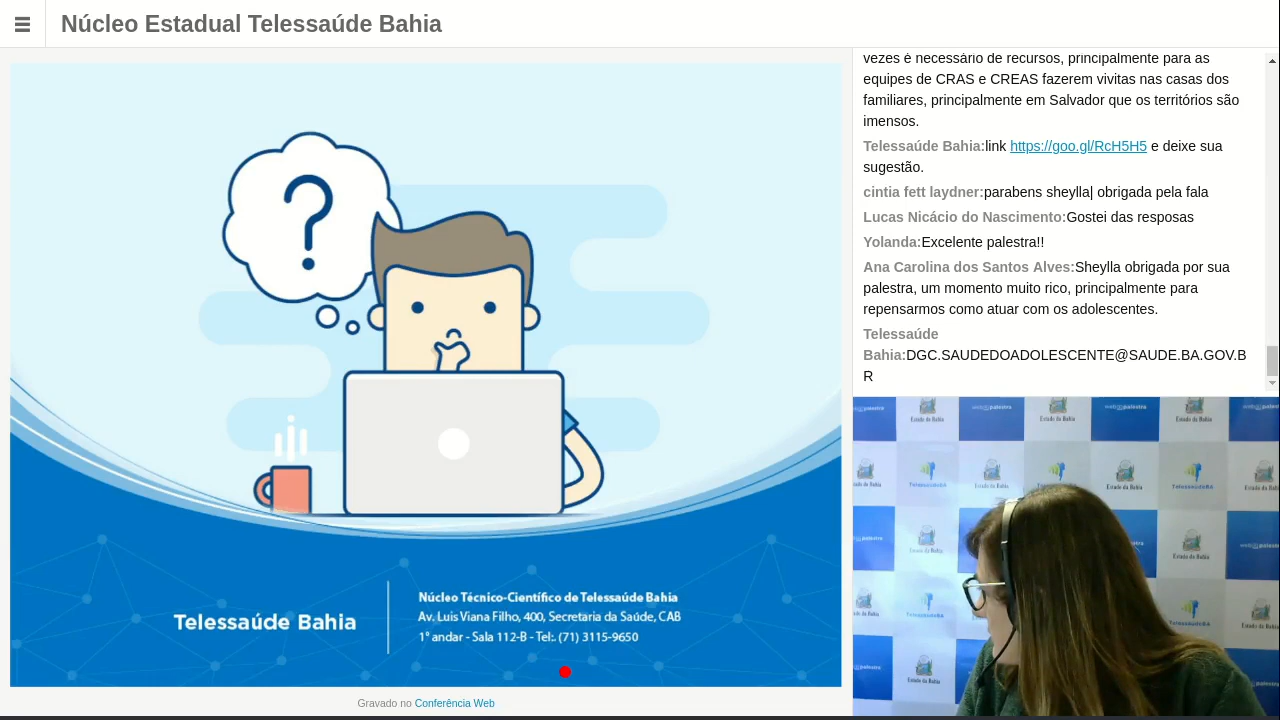 Núcleo Estadual Telessaúde Bahia
vezes é necessário de recursos, principalmente para as
equipes de CRAS e CREAS fazerem vivitas nas casas dos
familiares, principalmente em Salvador que os territórios são
imensos.
Telessaúde Bahia:link https://goo.gl/RcH5H5 e deixe sua
sugestão.
cintia fett laydner:parabens sheylla| obrigada pela fala
Lucas Nicácio do Nascimento:Gostei das resposas
Yolanda:Excelente palestra!!
Ana Carolina dos Santos Alves:Sheylla obrigada por sua
palestra, um momento muito rico, principalmente para
repensarmos como atuar com os adolescentes.
Telessaúde
Bahia:DGC.SAUDEDOADOLESCENTE@SAUDE.BA.GOV.B
R
?
Telessaúde Bahia
Núcleo Técnico-Científico de Telessaúde Bahia
Av. Luis Viana Filho, 400, Secretaria da Saúde, CAB
1° andar - Sala 112-B - Tel:. (71) 3115-9650
Gravado no Conferência Web
webpalestra
Estado da Bahia
TelessaúdeBA